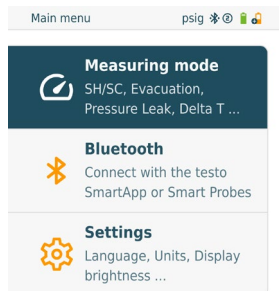 Main menu psig ②
Measuring mode
SH/SC, Evacuation,
Pressure Leak, Delta T ...
Bluetooth
Connect with the testo
SmartApp or Smart Probes
Settings
Language, Units, Display
brightness ...